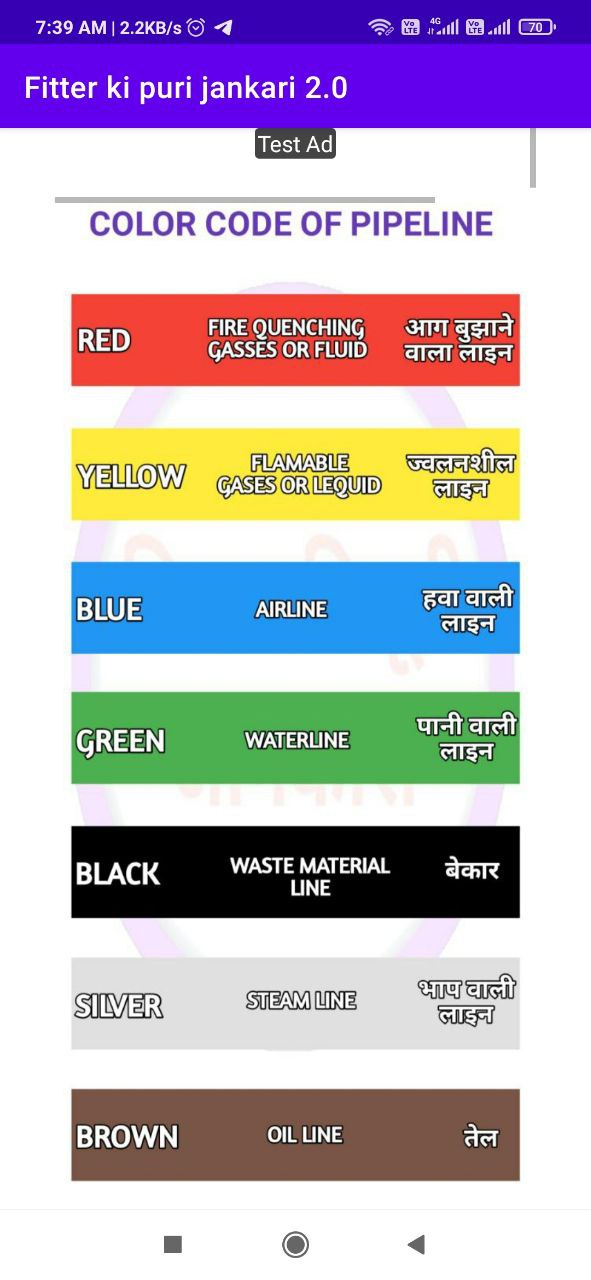 7:39 AM | 2.2KB/s
Vo LTE 4G Vo LTE 70
Fitter ki puri jankari 2.0
Test Ad
COLOR CODE OF PIPELINE
RED
FIRE QUENCHING
GASSES OR FLUID
आग बुझाने
वाला लाइन
YELLOW
FLAMABLE
GASES OR LEQUID
ज्वलनशील
लाइन
BLUE
AIRLINE
हवा वाली
लाइन
GREEN
WATERLINE
पानी वाली
लाइन
BLACK
WASTE MATERIAL
LINE
बेकार
SILVER
STEAM LINE
भाप वाली
लाइन
BROWN
OIL LINE
तेल